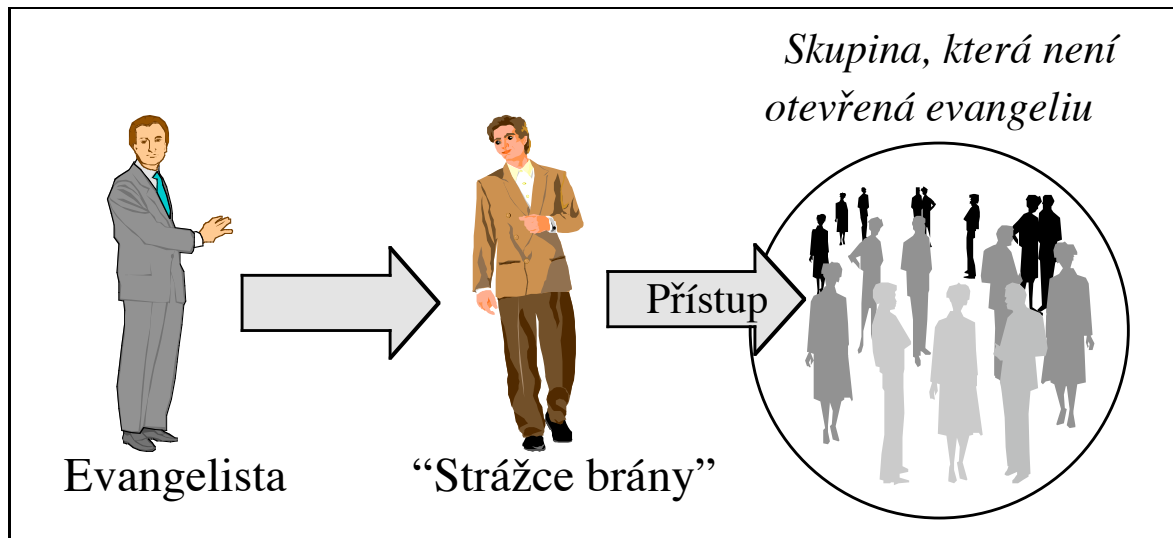 Skupina, která není
otevřená evangeliu
Přístup
Evangelista
“Strážce brány”